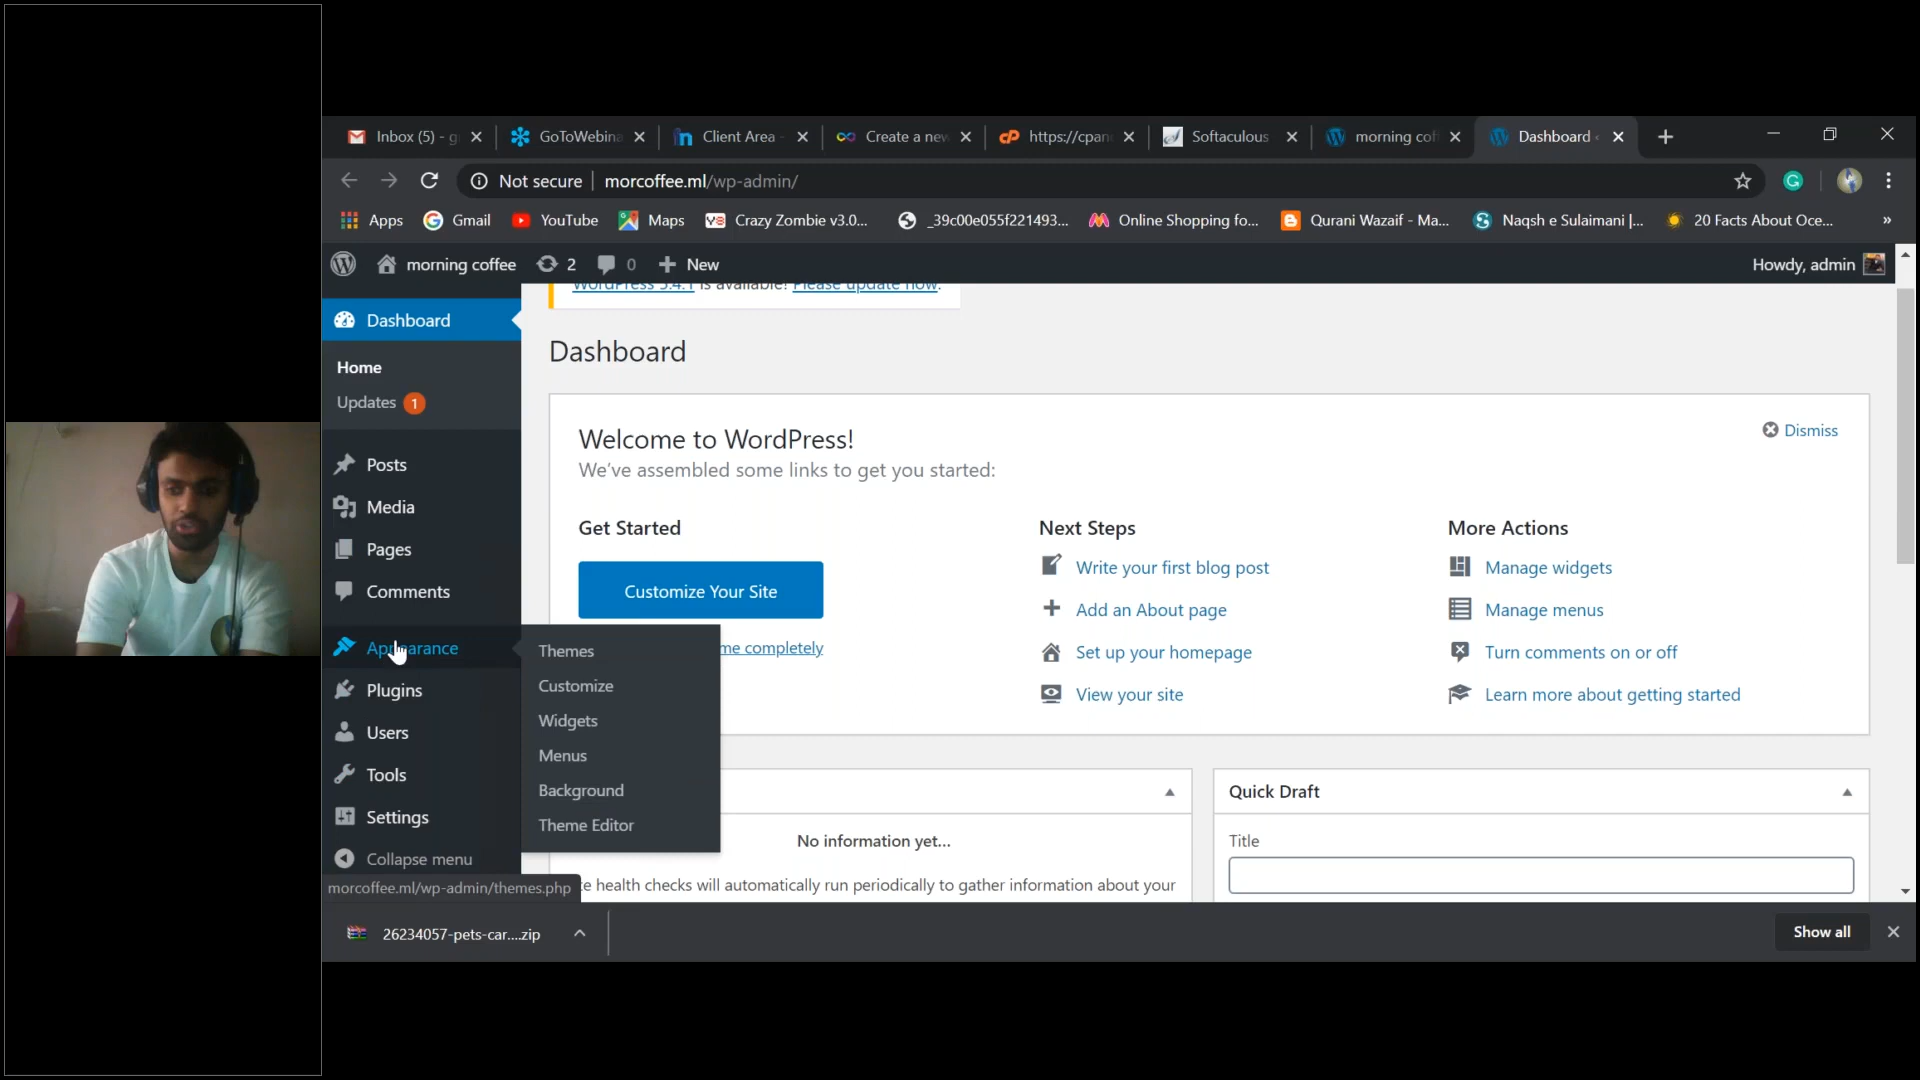 Inbox (5) - g
GoToWebina
Client Area -
Create a new
https://cpan
Softaculous
morning cof
Dashboard
Not secure
morcoffee.ml/wp-admin/
Apps
Gmail
YouTube
Maps
Crazy Zombie v3.0...
_39c00e055f221493...
Online Shopping fo...
Qurani Wazaif - Ma...
Naqsh e Sulaimani |...
20 Facts About Oce...
»
morning coffee
2
0
New
Howdy, admin
WordPress 5.4.1 is available! Please update now.
Dashboard
Home
Updates 1
Posts
Media
Pages
Comments
Appearance
Plugins
Users
Tools
Settings
Collapse menu
Themes
Customize
Widgets
Menus
Background
Theme Editor
morcoffee.ml/wp-admin/themes.php
Dashboard
Welcome to WordPress!
Dismiss
We've assembled some links to get you started:
Get Started
Customize Your Site
me completely
Next Steps
Write your first blog post
Add an About page
Set up your homepage
View your site
More Actions
Manage widgets
Manage menus
Turn comments on or off
Learn more about getting started
No information yet...
health checks will automatically run periodically to gather information about your
Quick Draft
Title
26234057-pets-car....zip
Show all